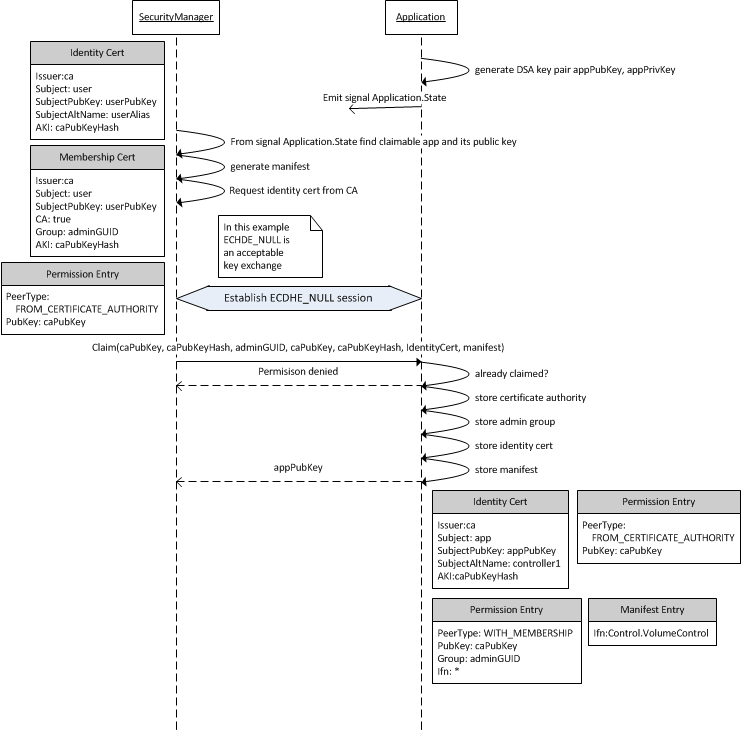 SecurityManager
Application
Identity Cert
Issuer:ca
Subject: user
SubjectPubKey: userPubKey
SubjectAltName: userAlias
AKI: caPubKeyHash
generate DSA key pair appPubKey, appPrivKey
Emit signal Application.State
From signal Application.State find claimable app and its public key
Membership Cert
Issuer:ca
Subject: user
SubjectPubKey: userPubKey
CA: true
Group: adminGUID
AKI: caPubKeyHash
generate manifest
Request identity cert from CA
In this example
ECHDE_NULL is
an acceptable
key exchange
Permission Entry
PeerType:
FROM_CERTIFICATE_AUTHORITY
PubKey: caPubKey
Establish ECDHE_NULL session
Claim(caPubKey, caPubKeyHash, adminGUID, caPubKey, caPubKeyHash, IdentityCert, manifest)
Permisison denied
already claimed?
store certificate authority
store admin group
store identity cert
store manifest
appPubKey
Identity Cert
Issuer:ca
Subject: app
SubjectPubKey: appPubKey
SubjectAltName: controller1
AKI:caPubKeyHash
Permission Entry
PeerType:
FROM_CERTIFICATE_AUTHORITY
PubKey: caPubKey
Permission Entry
PeerType: WITH_MEMBERSHIP
PubKey: caPubKey
Group: adminGUID
Ifn: *
Manifest Entry
Ifn:Control.VolumeControl